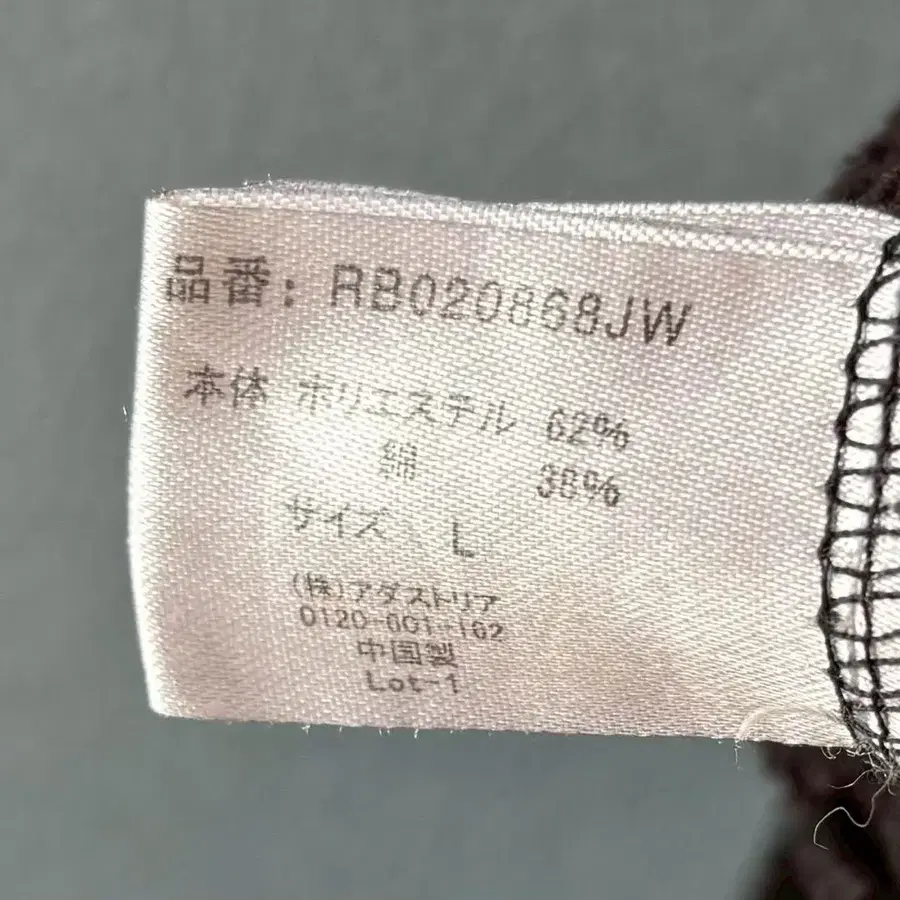 品番: RB020868JW
本体 ポリエステル 62%
綿 38%
サイズ L
(株)アダストリア
0120-601-162
中国製
Lot-1